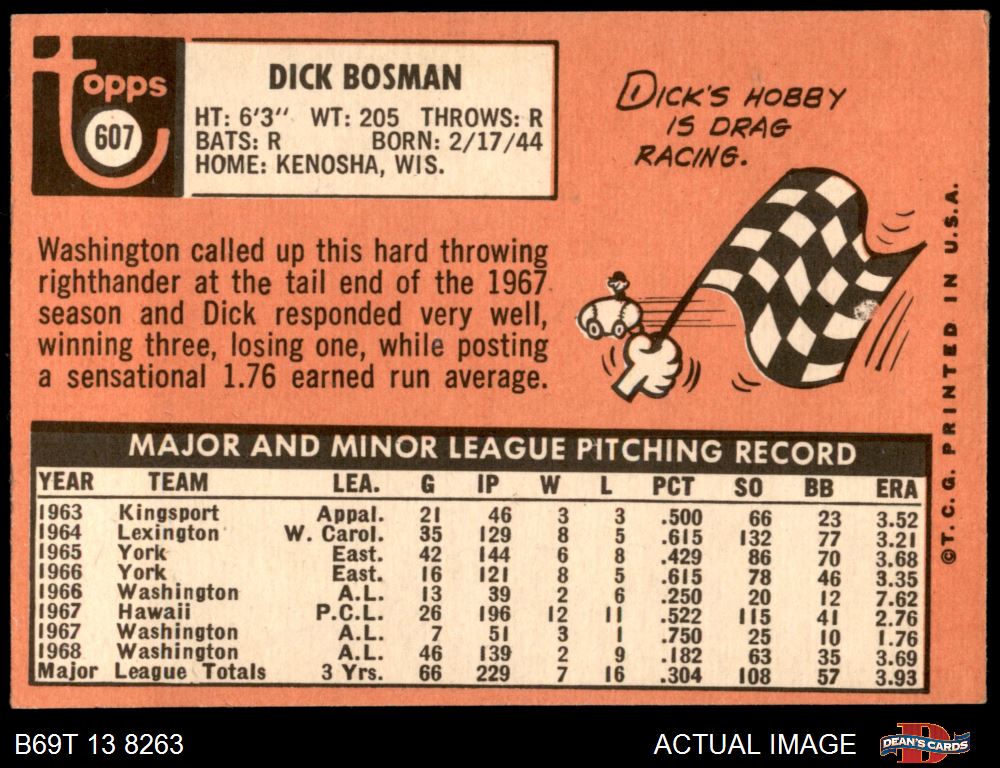 topps
607
DICK BOSMAN
HT: 6'3" WT: 205 THROWS: R
BATS: R BORN: 2/17/44
HOME: KENOSHA, WIS.
DICK'S HOBBY
IS DRAG
RACING.
Washington called up this hard throwing
righthander at the tail end of the 1967
season and Dick responded very well,
winning three, losing one, while posting
a sensational 1.76 earned run average.
MAJOR AND MINOR LEAGUE PITCHING RECORD
YEAR TEAM LEA. G IP W L PCT SO BB ERA
1963 Kingsport Appal. 21 46 3 3 .500 66 23 3.52
1964 Lexington W. Carol. 35 129 8 5 .615 132 77 3.21
1965 York East. 42 144 6 8 .429 86 70 3.68
1966 York East. 16 121 8 5 .615 78 46 3.35
1966 Washington A.L. 13 39 2 6 .250 20 12 7.62
1967 Hawaii P.C.L. 26 196 12 11 .522 115 41 2.76
1967 Washington A.L. 7 51 3 1 .750 25 10 1.76
1968 Washington A.L. 46 139 2 9 .182 63 35 3.69
Major League Totals 3 Yrs. 66 229 7 16 .304 108 57 3.93
©T.C.G. PRINTED IN U.S.A.
B69T 13 8263
ACTUAL IMAGE
D
DEAN'S CARDS